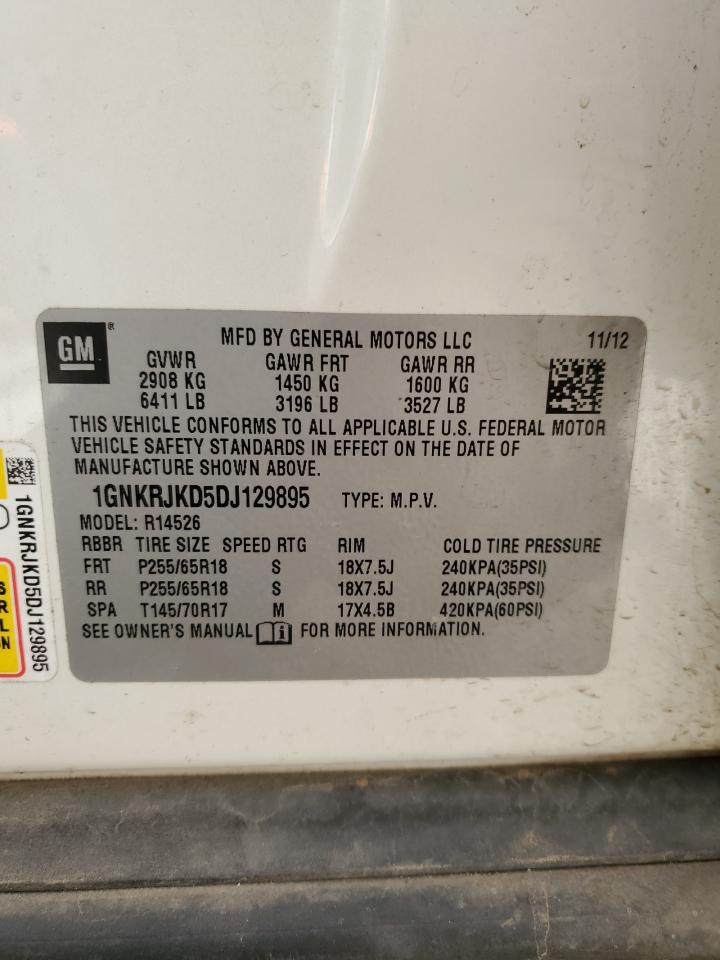 GM ®
MFD BY GENERAL MOTORS LLC 11/12
GVWR GAWR FRT GAWR RR
2908 KG 1450 KG 1600 KG
6411 LB 3196 LB 3527 LB
THIS VEHICLE CONFORMS TO ALL APPLICABLE U.S. FEDERAL MOTOR
VEHICLE SAFETY STANDARDS IN EFFECT ON THE DATE OF
MANUFACTURE SHOWN ABOVE.
1GNKRJKD5DJ129895 TYPE: M.P.V.
MODEL: R14526
RBBR TIRE SIZE SPEED RTG RIM COLD TIRE PRESSURE
FRT P255/65R18 S 18X7.5J 240KPA(35PSI)
RR P255/65R18 S 18X7.5J 240KPA(35PSI)
SPA T145/70R17 M 17X4.5B 420KPA(60PSI)
SEE OWNER'S MANUAL FOR MORE INFORMATION.
1GNKRJKD5DJ129895